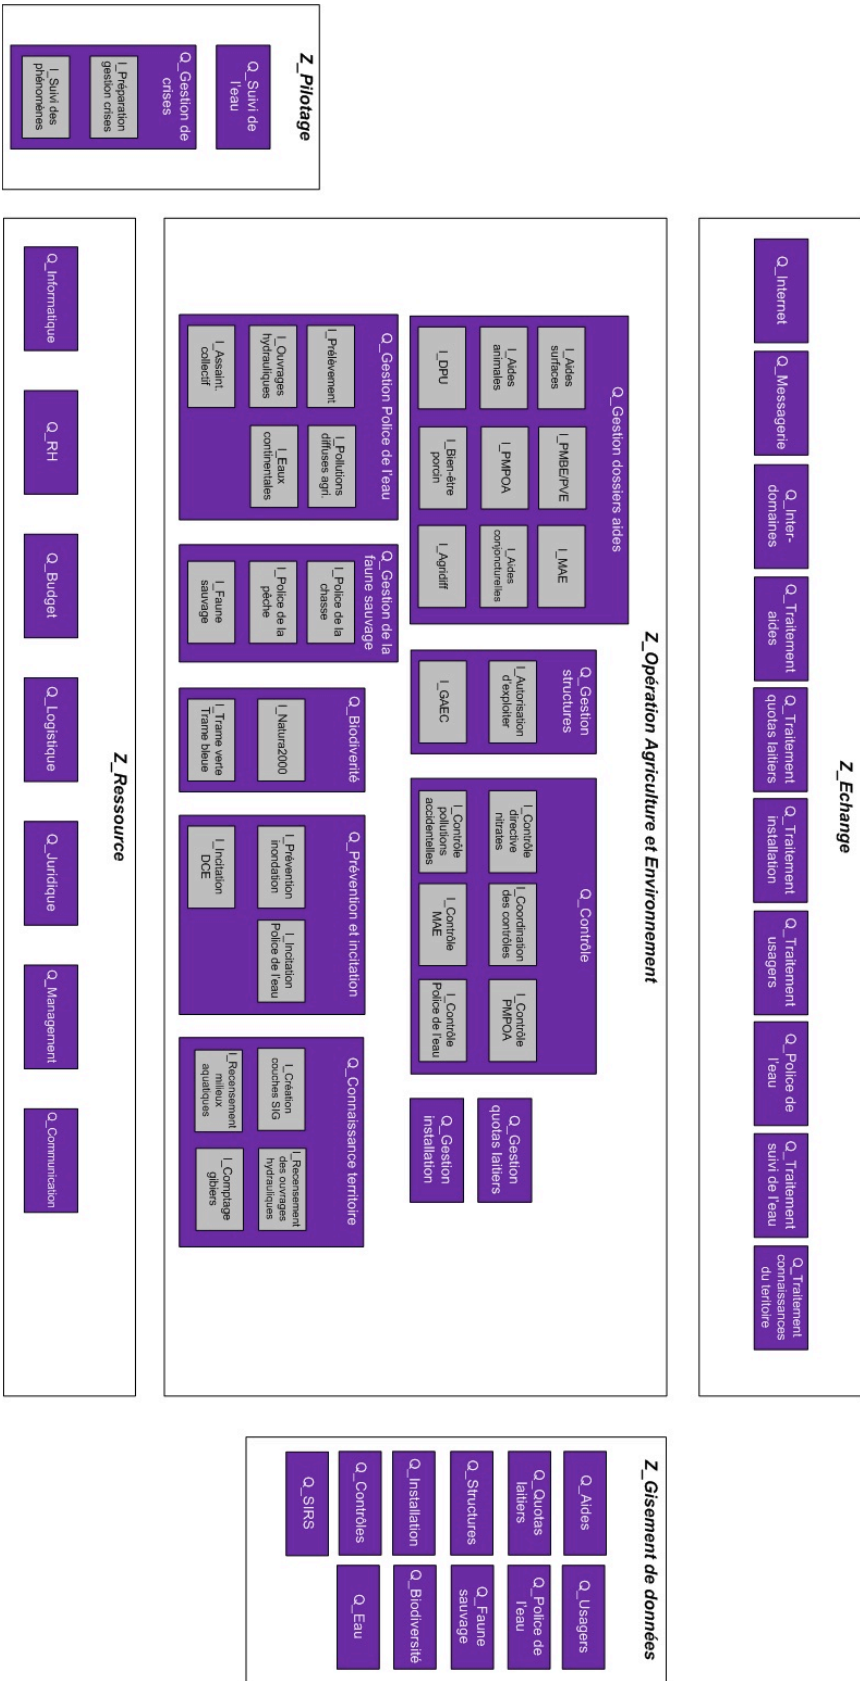 Z_Echange
Q_Internet
Q_Messagerie
Q_Inter-
domaines
Q_Traitement
aides
Q_Traitement
quotas laitiers
Q_Traitement
installation
Q_Traitement
usagers
Q_Police de
l'eau
Q_Traitement
suivi de l'eau
Q_Traitement
connaissances
du teritoire
Z_Pilotage
Q_Suivi de
l'eau
Q_Gestion de
crises
I_Préparation
gestion crises
I_Suivi des
phénomènes
Z_Opération Agriculture et Environnement
Q_Gestion dossiers aides
I_Aides
surfaces
I_PMBE/PVE
I_MAE
I_Aides
animales
I_PMPOA
I_Aides
conjoncturelles
I_DPU
I_Bien-être
porcin
I_Agridiff
Q_Gestion
structures
I_Autorisation
d'exploiter
I_GAEC
Q_Contrôle
I_Contrôle
directive
nitrates
I_Coordination
des contrôles
I_Contrôle
PMPOA
I_Contrôle
pollutions
accidentelles
I_Contrôle
MAE
I_Contrôle
Police de l'eau
Q_Gestion
quotas laitiers
Q_Gestion
installation
Q_Gestion Police de l'eau
I_Prélèvement
I_Pollutions
diffuses agri.
I_Ouvrages
hydrauliques
I_Eaux
continentales
I_Assaint.
collectif
Q_Gestion de la
faune sauvage
I_Police de la
chasse
I_Police de la
pêche
I_Faune
sauvage
Q_Biodiverité
I_Natura2000
I_Trame verte
Trame bleue
Q_Prévention et incitation
I_Prévention
inondation
I_Incitation
Police de l'eau
I_Incitation
DCE
Q_Connaissance territoire
I_Création
couches SIG
I_Recensement
des ouvrages
hydrauliques
I_Recensement
milieux
aquatiques
I_Comptage
gibiers
Z_Gisement de données
Q_Aides
Q_Usagers
Q_Quotas
laitiers
Q_Police de
l'eau
Q_Structures
Q_Faune
sauvage
Q_Installation
Q_Biodiversité
Q_Contrôles
Q_Eau
Q_SIRS
Z_Ressource
Q_Informatique
Q_RH
Q_Budget
Q_Logistique
Q_Juridique
Q_Management
Q_Communication